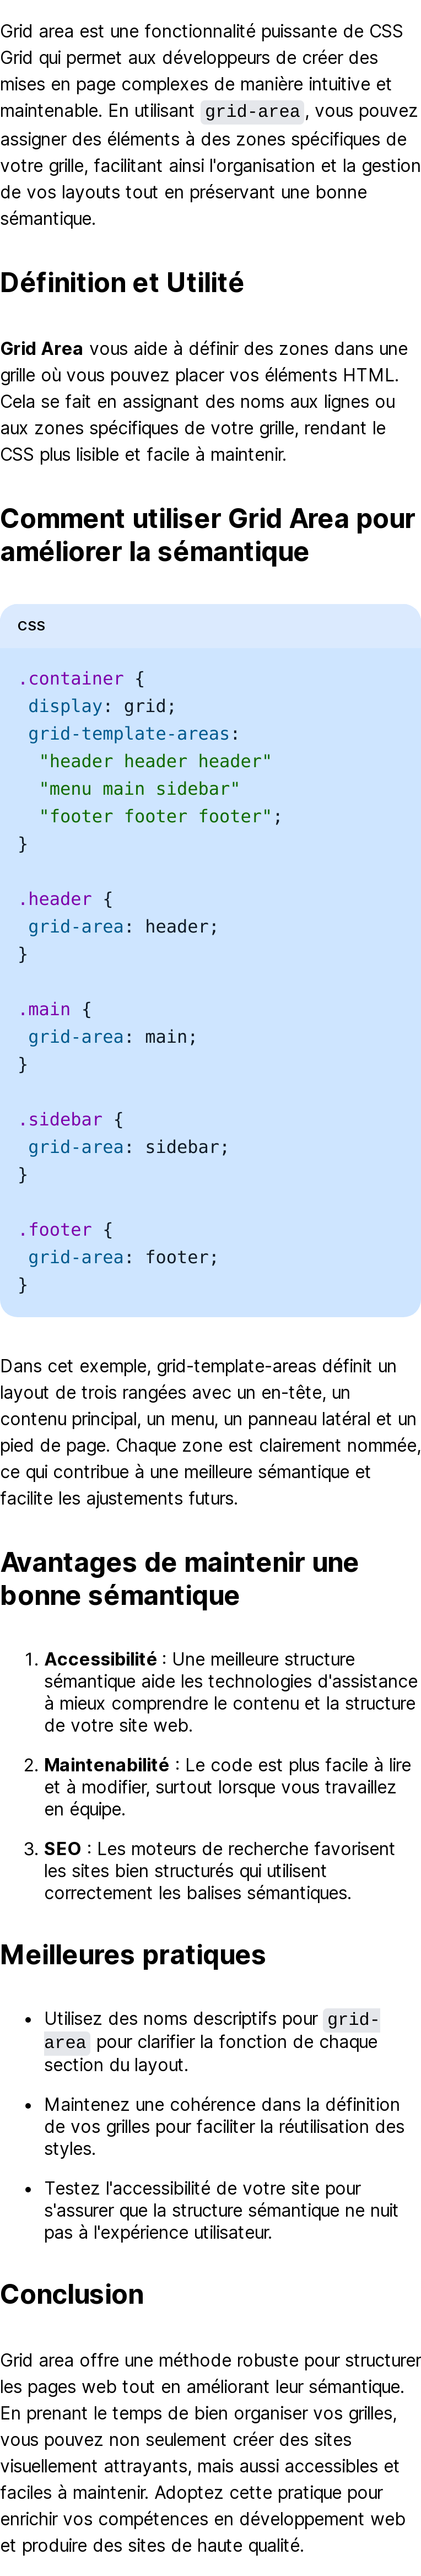 Grid area est une fonctionnalité puissante de CSS
Grid qui permet aux développeurs de créer des
mises en page complexes de manière intuitive et
maintenable. En utilisant grid-area, vous pouvez
assigner des éléments à des zones spécifiques de
votre grille, facilitant ainsi l'organisation et la gestion
de vos layouts tout en préservant une bonne
sémantique.
Définition et Utilité
Grid Area vous aide à définir des zones dans une
grille où vous pouvez placer vos éléments HTML.
Cela se fait en assignant des noms aux lignes ou
aux zones spécifiques de votre grille, rendant le
CSS plus lisible et facile à maintenir.
Comment utiliser Grid Area pour
améliorer la sémantique
css
.container {
display: grid;
grid-template-areas:
"header header header"
"menu main sidebar"
"footer footer footer";
}
.header {
grid-area: header;
}
.main {
grid-area: main;
}
.sidebar {
grid-area: sidebar;
}
.footer {
grid-area: footer;
}
Dans cet exemple, grid-template-areas définit un
layout de trois rangées avec un en-tête, un
contenu principal, un menu, un panneau latéral et un
pied de page. Chaque zone est clairement nommée,
ce qui contribue à une meilleure sémantique et
facilite les ajustements futurs.
Avantages de maintenir une
bonne sémantique
1. Accessibilité : Une meilleure structure
sémantique aide les technologies d'assistance
à mieux comprendre le contenu et la structure
de votre site web.
2. Maintenabilité : Le code est plus facile à lire
et à modifier, surtout lorsque vous travaillez
en équipe.
3. SEO : Les moteurs de recherche favorisent
les sites bien structurés qui utilisent
correctement les balises sémantiques.
Meilleures pratiques
• Utilisez des noms descriptifs pour grid-
area pour clarifier la fonction de chaque
section du layout.
• Maintenez une cohérence dans la définition
de vos grilles pour faciliter la réutilisation des
styles.
• Testez l'accessibilité de votre site pour
s'assurer que la structure sémantique ne nuit
pas à l'expérience utilisateur.
Conclusion
Grid area offre une méthode robuste pour structurer
les pages web tout en améliorant leur sémantique.
En prenant le temps de bien organiser vos grilles,
vous pouvez non seulement créer des sites
visuellement attrayants, mais aussi accessibles et
faciles à maintenir. Adoptez cette pratique pour
enrichir vos compétences en développement web
et produire des sites de haute qualité.